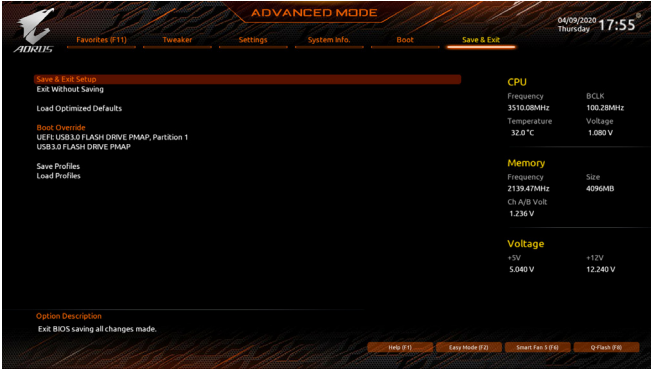 ADVANCED MODE
04/09/2020
Thursday
17:55
AORUS
Favorites (F11) Tweaker Settings System Info. Boot Save & Exit
Save & Exit Setup
Exit Without Saving
Load Optimized Defaults
Boot Override
UEFI: USB3.0 FLASH DRIVE PMAP, Partition 1
USB3.0 FLASH DRIVE PMAP
Save Profiles
Load Profiles
CPU
Frequency BCLK
3510.08MHz 100.28MHz
Temperature Voltage
32.0 °C 1.080 V
Memory
Frequency Size
2139.47MHz 4096MB
Ch A/B Volt
1.236 V
Voltage
+5V +12V
5.040 V 12.240 V
Option Description
Exit BIOS saving all changes made.
Help (F1) Easy Mode (F2) Smart Fan 5 (F6) Q-Flash (F8)